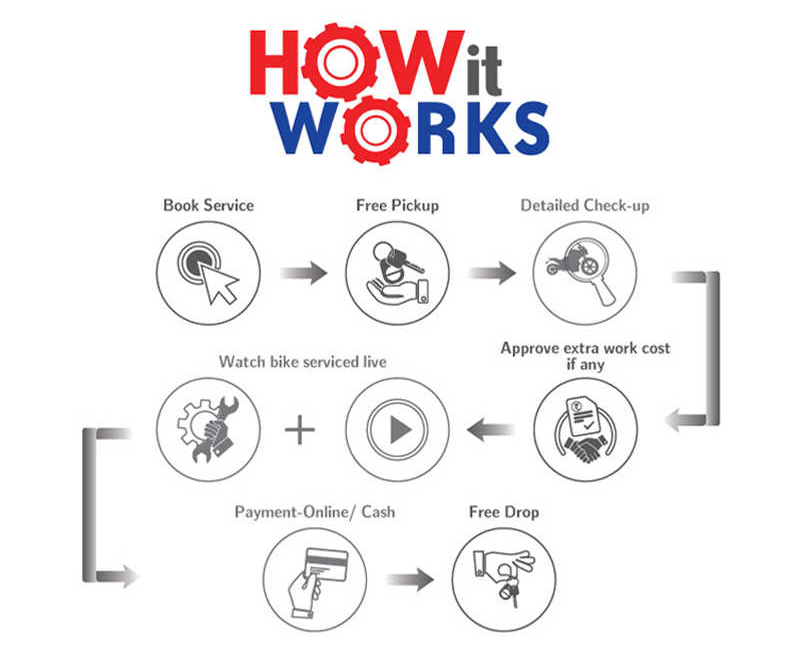 HOW it
WORKS
Book Service
Free Pickup
Detailed Check-up
Approve extra work cost
if any
Watch bike serviced live
₹
Payment-Online/ Cash
Free Drop